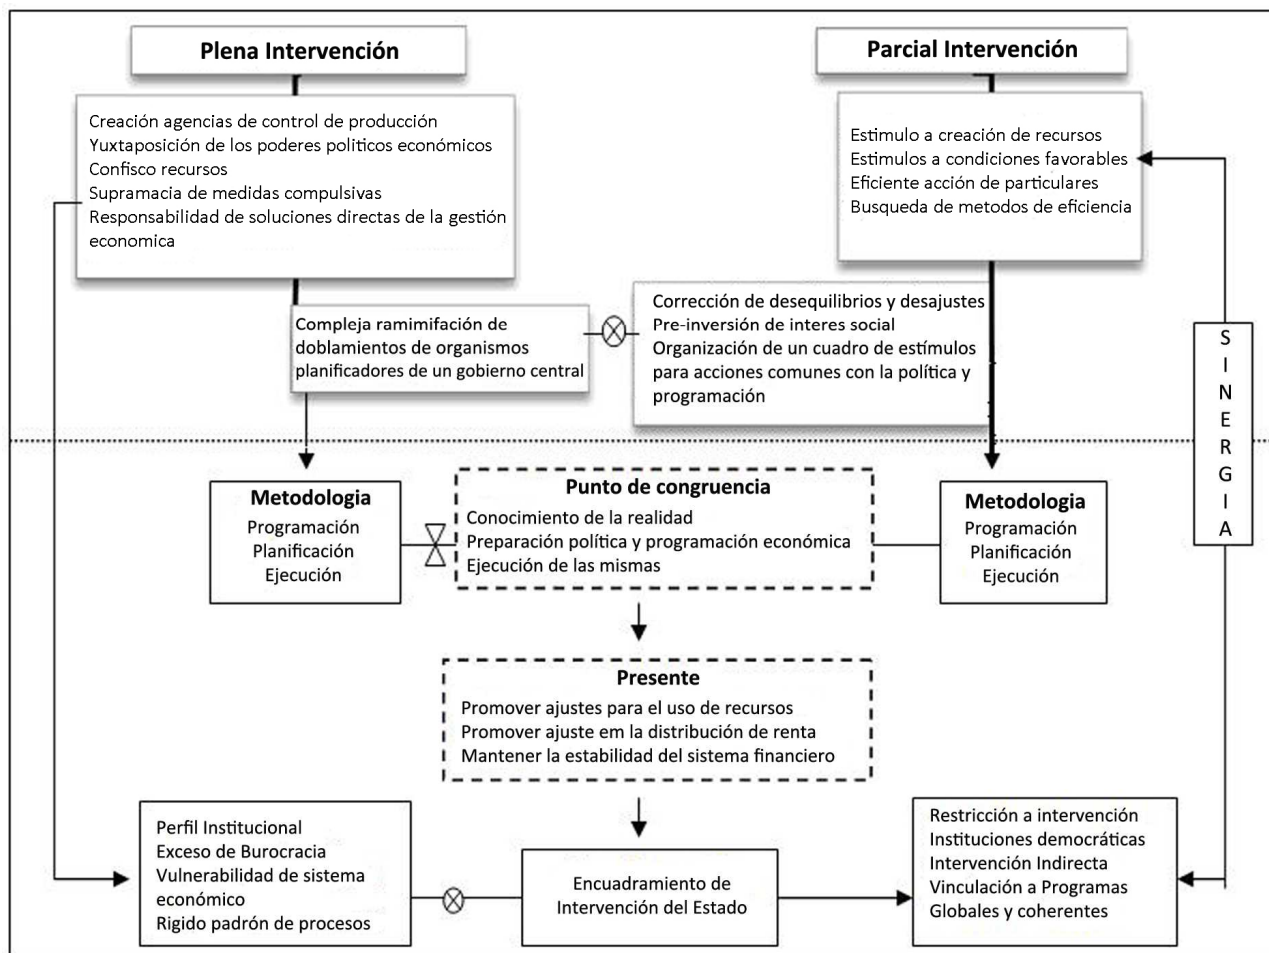 Plena Intervención
Parcial Intervención
Creación agencias de control de producción
Yuxtaposición de los poderes politicos económicos
Confisco recursos
Supramacia de medidas compulsivas
Responsabilidad de soluciones directas de la gestión
economica
Estimulo a creación de recursos
Estimulos a condiciones favorables
Eficiente acción de particulares
Busqueda de metodos de eficiencia
Compleja ramimifación de
doblamientos de organismos
planificadores de un gobierno central
Corrección de desequilibrios y desajustes
Pre-inversión de interes social
Organización de un cuadro de estímulos
para acciones comunes con la política y
programación
S
I
N
E
R
G
I
A
Metodologia
Programación
Planificación
Ejecución
Punto de congruencia
Conocimiento de la realidad
Preparación política y programación económica
Ejecución de las mismas
Metodologia
Programación
Planificación
Ejecución
Presente
Promover ajustes para el uso de recursos
Promover ajuste em la distribución de renta
Mantener la estabilidad del sistema financiero
Perfil Institucional
Exceso de Burocracia
Vulnerabilidad de sistema
económico
Rigido padrón de procesos
Encuadramiento de
Intervención del Estado
Restricción a intervención
Instituciones democráticas
Intervención Indirecta
Vinculación a Programas
Globales y coherentes